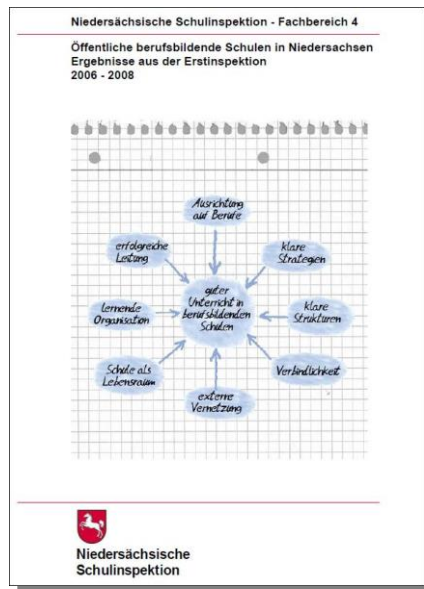 Niedersächsische Schulinspektion - Fachbereich 4
Öffentliche berufsbildende Schulen in Niedersachsen
Ergebnisse aus der Erstinspektion
2006 - 2008
Ausrichtung
auf Berufe
erfolgreiche
Leitung
klare
Strategien
lernende
Organisation
guter
Unterricht in
berufsbildenden
Schulen
klare
Strukturen
Schule als
Lebensraum
Verbindlichkeit
externe
Vernetzung
Niedersächsische
Schulinspektion